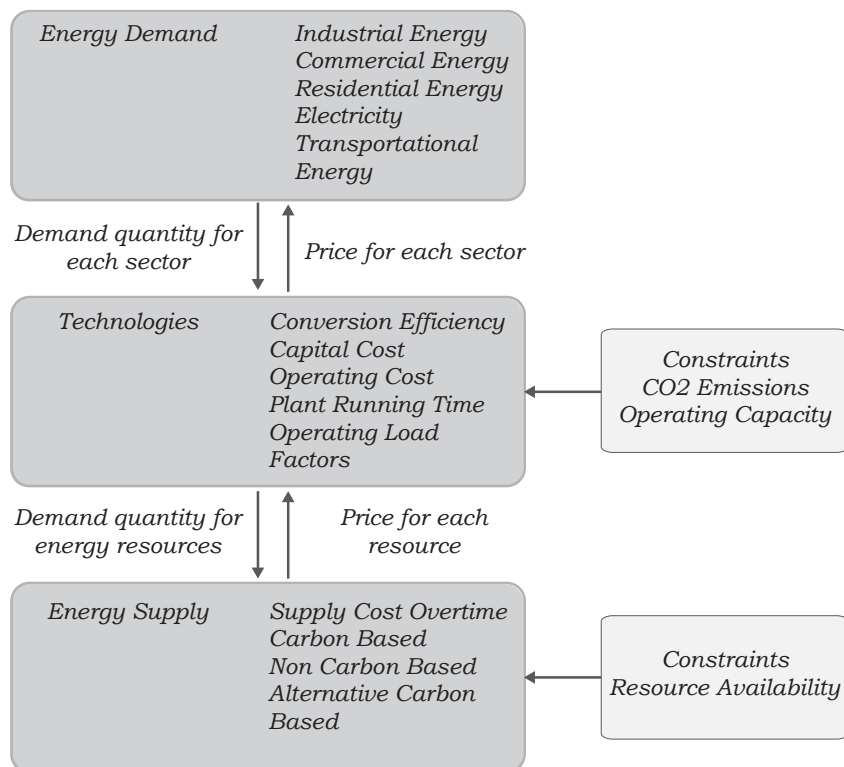 Energy Demand
Industrial Energy
Commercial Energy
Residential Energy
Electricity
Transportational
Energy
Demand quantity for
each sector
Price for each sector
Technologies
Conversion Efficiency
Capital Cost
Operating Cost
Plant Running Time
Operating Load
Factors
Constraints
CO2 Emissions
Operating Capacity
Demand quantity for
energy resources
Price for each
resource
Energy Supply
Supply Cost Overtime
Carbon Based
Non Carbon Based
Alternative Carbon
Based
Constraints
Resource Availability